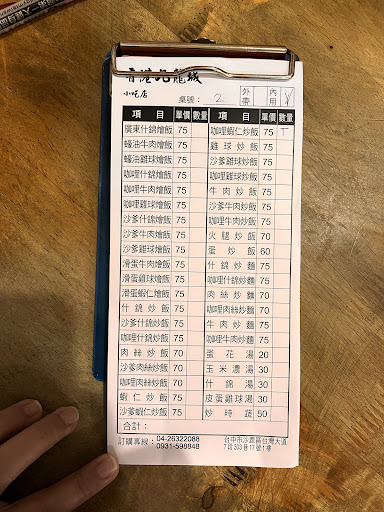 香港九龍城
小吃店
桌號: 2 外帶 內用 V
項目 單價 數量 項目 單價 數量
廣東什錦燴飯 75 咖哩蝦仁炒飯 75 T
蠔油牛肉燴飯 75 雞球炒飯 75
蠔油雞球燴飯 75 沙爹雞球炒飯 75
咖哩什錦燴飯 75 咖哩雞球炒飯 75
咖哩牛肉燴飯 75 牛肉炒飯 75
咖哩雞球燴飯 75 沙爹牛肉炒飯 75
沙爹什錦燴飯 75 咖哩牛肉炒飯 75
沙爹牛肉燴飯 75 火腿炒飯 70
沙爹雞球燴飯 75 蛋炒飯 60
滑蛋牛肉燴飯 75 什錦炒麵 75
滑蛋雞球燴飯 75 咖哩什錦炒麵 75
滑蛋蝦仁燴飯 75 肉絲炒麵 70
什錦炒飯 75 咖哩肉絲炒麵 70
沙爹什錦炒飯 75 牛肉炒麵 75
咖哩什錦炒飯 75 咖哩牛肉炒麵 75
肉絲炒飯 70 蛋花湯 20
沙爹肉絲炒飯 70 玉米濃湯 30
咖哩肉絲炒飯 70 什錦湯 30
蝦仁炒飯 75 皮蛋雞球湯 30
沙爹蝦仁炒飯 75 炒時蔬 50
合計:
訂購專線: 04-26322088
0931-598848
台中市沙鹿區台灣大道
7段303巷17號1樓